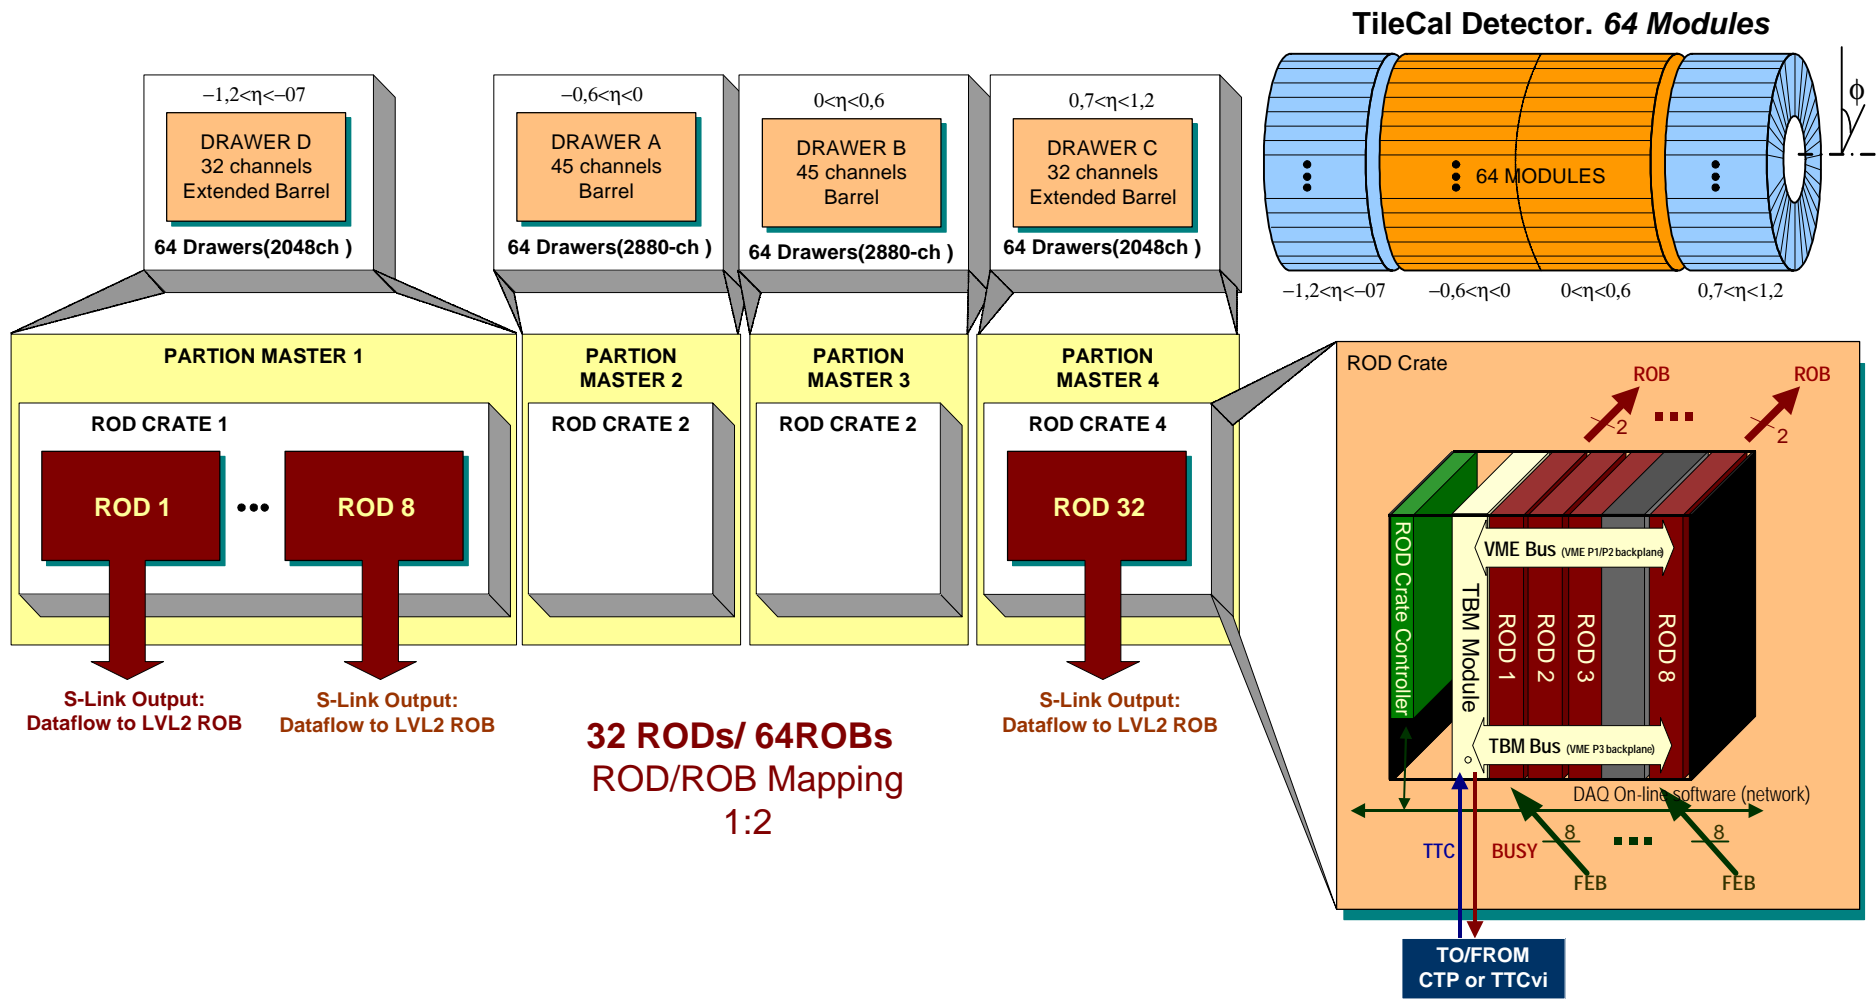 TileCal Detector. 64 Modules
ϕ
64 MODULES
−1,2<η<−07
−0,6<η<0
0<η<0,6
0,7<η<1,2
−1,2<η<−07
DRAWER D
32 channels
Extended Barrel
64 Drawers(2048ch )
−0,6<η<0
DRAWER A
45 channels
Barrel
64 Drawers(2880-ch )
0<η<0,6
DRAWER B
45 channels
Barrel
64 Drawers(2880-ch )
0,7<η<1,2
DRAWER C
32 channels
Extended Barrel
64 Drawers(2048ch )
PARTION MASTER 1
ROD CRATE 1
ROD 1
ROD 8
S-Link Output:
Dataflow to LVL2 ROB
S-Link Output:
Dataflow to LVL2 ROB
PARTION
MASTER 2
ROD CRATE 2
PARTION
MASTER 3
ROD CRATE 2
PARTION
MASTER 4
ROD CRATE 4
ROD 32
S-Link Output:
Dataflow to LVL2 ROB
32 RODs/ 64ROBs
ROD/ROB Mapping
1:2
ROD Crate
ROB
ROB
2
2
ROD Crate Controller
TBM Module
VME Bus (VME P1/P2 backplane)
ROD 1
ROD 2
ROD 3
ROD 8
TBM Bus (VME P3 backplane)
DAQ On-line software (network)
TTC
BUSY
8
8
FEB
FEB
TO/FROM
CTP or TTCvi